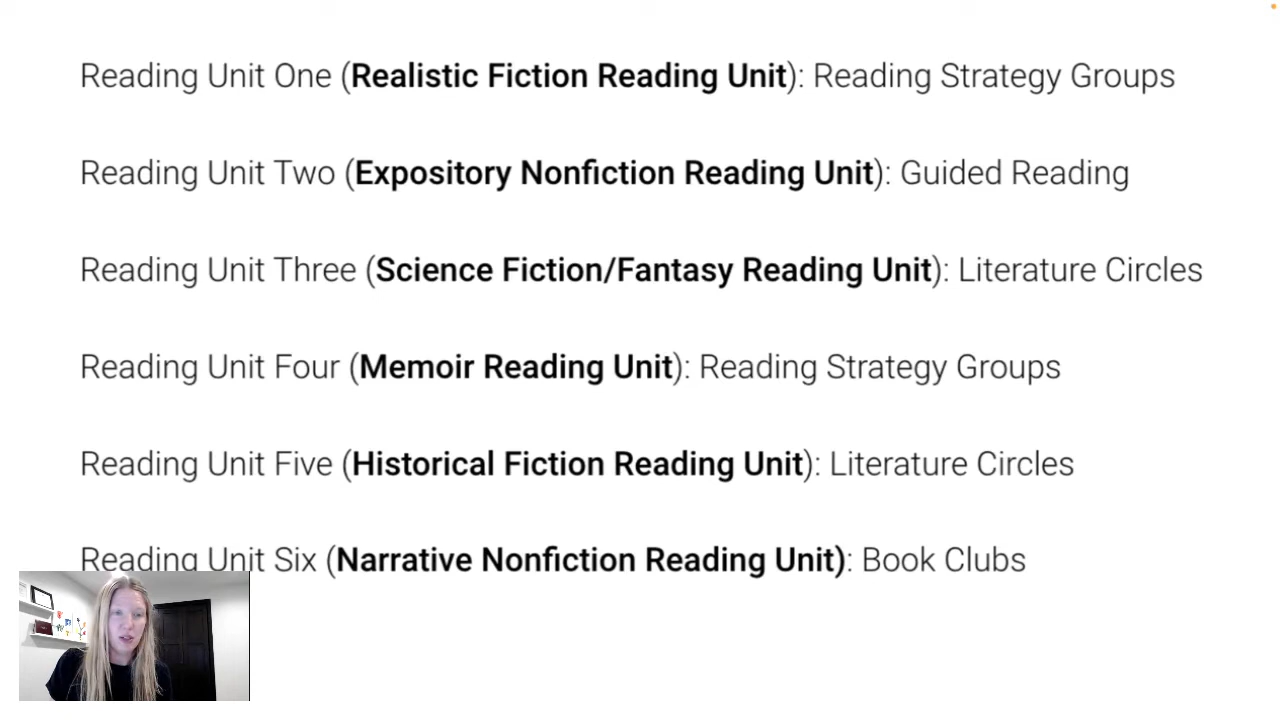 Reading Unit One (Realistic Fiction Reading Unit): Reading Strategy Groups
Reading Unit Two (Expository Nonfiction Reading Unit): Guided Reading
Reading Unit Three (Science Fiction/Fantasy Reading Unit): Literature Circles
Reading Unit Four (Memoir Reading Unit): Reading Strategy Groups
Reading Unit Five (Historical Fiction Reading Unit): Literature Circles
Reading Unit Six (Narrative Nonfiction Reading Unit): Book Clubs